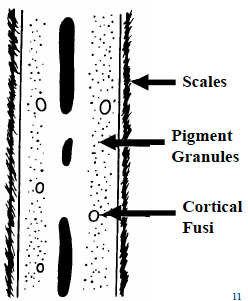 Scales
Pigment
Granules
Cortical
Fusi
11